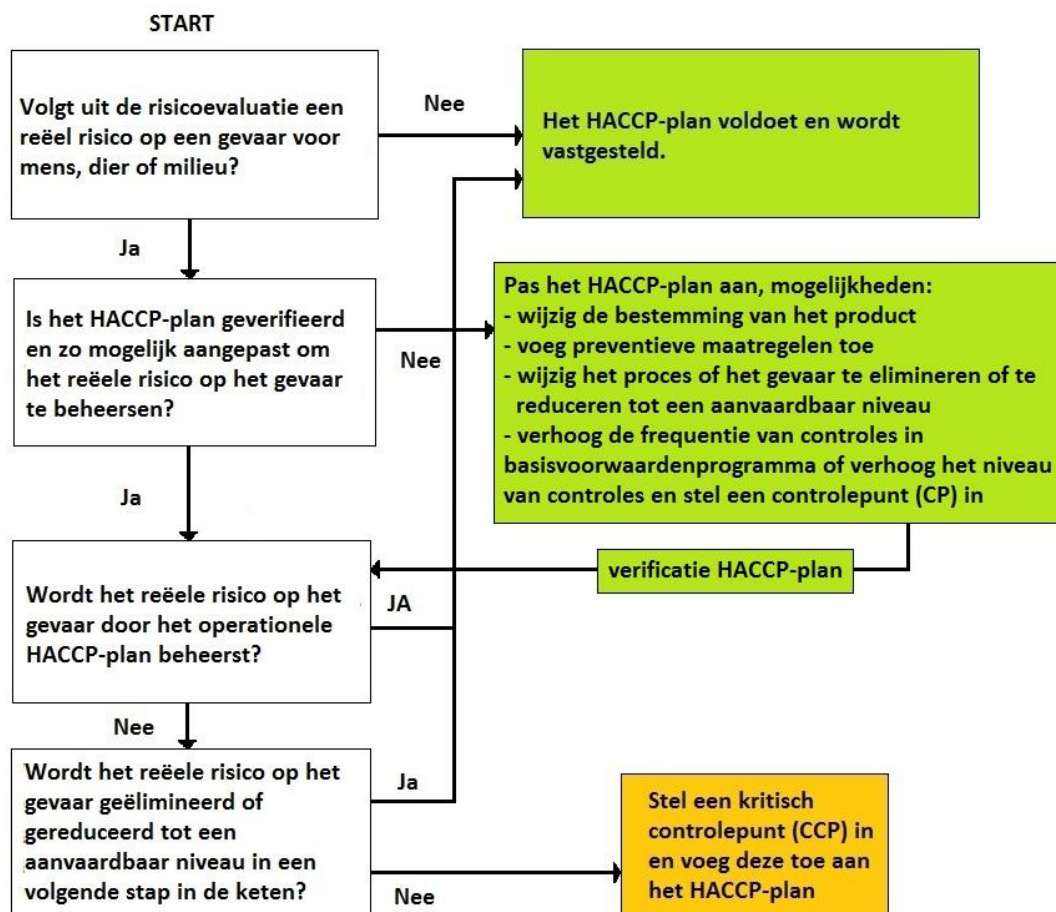 START
Volgt uit de risicoevaluatie een
reëel risico op een gevaar voor
mens, dier of milieu?
Nee
Het HACCP-plan voldoet en wordt
vastgesteld.
Ja
Is het HACCP-plan geverifieerd
en zo mogelijk aangepast om
het reëele risico op het gevaar
te beheersen?
Nee
Pas het HACCP-plan aan, mogelijkheden:
- wijzig de bestemming van het product
- voeg preventieve maatregelen toe
- wijzig het proces of het gevaar te elimineren of te
reduceren tot een aanvaardbaar niveau
- verhoog de frequentie van controles in
basisvoorwaardenprogramma of verhoog het niveau
van controles en stel een controlepunt (CP) in
Ja
verificatie HACCP-plan
Wordt het reëele risico op het
gevaar door het operationele
HACCP-plan beheerst?
JA
Nee
Wordt het reëele risico op het
gevaar geëlimineerd of
gereduceerd tot een
aanvaardbaar niveau in een
volgende stap in de keten?
Ja
Nee
Stel een kritisch
controlepunt (CCP) in
en voeg deze toe aan
het HACCP-plan